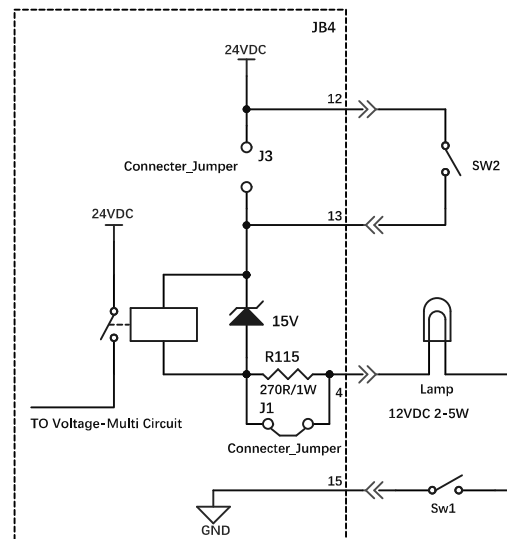 JB4
24VDC
12
J3
Connecter_Jumper
SW2
24VDC
13
15V
R115
270R/1W
4
Lamp
12VDC 2-5W
J1
TO Voltage-Multi Circuit
Connecter_Jumper
15
Sw1
GND